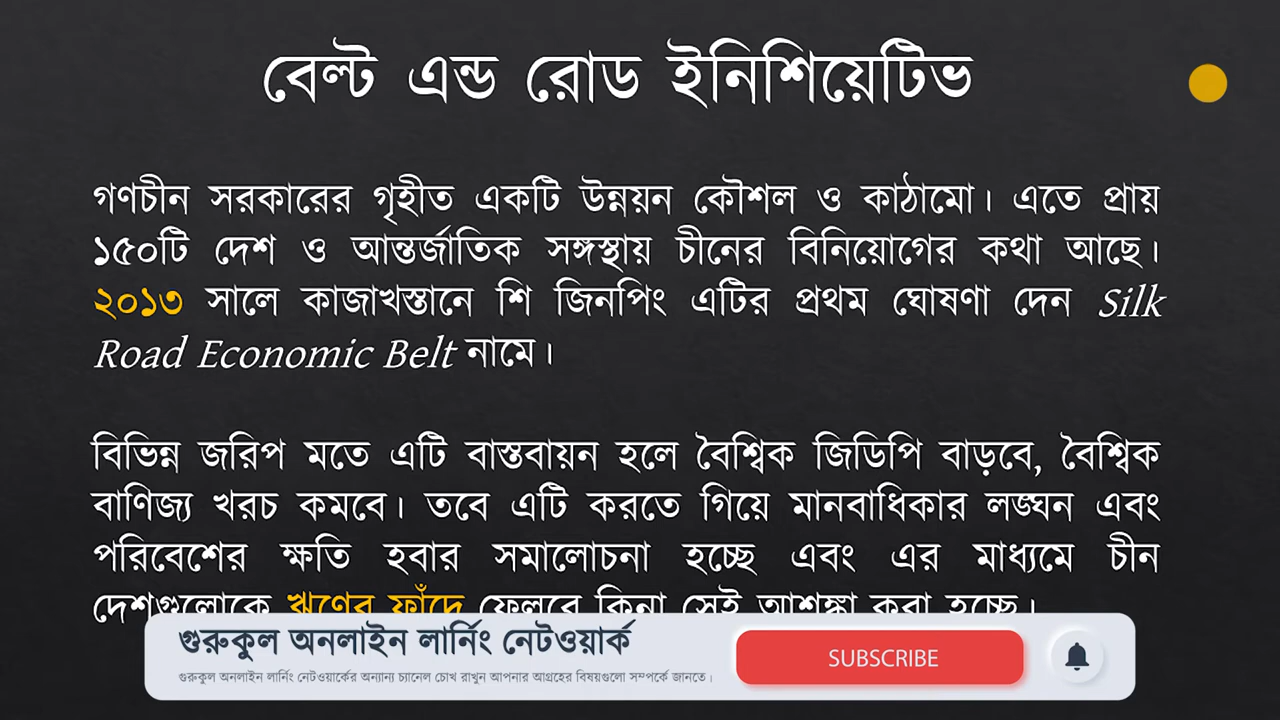 বেল্ট এন্ড রোড ইনিশিয়েটিভ
গণচীন সরকারের গৃহীত একটি উন্নয়ন কৌশল ও কাঠামো। এতে প্রায়
১৫০টি দেশ ও আন্তর্জাতিক সঙ্গস্থায় চীনের বিনিয়োগের কথা আছে।
২০১৩ সালে কাজাখস্তানে শি জিনপিং এটির প্রথম ঘোষণা দেন Silk
Road Economic Belt নামে।
বিভিন্ন জরিপ মতে এটি বাস্তবায়ন হলে বৈশ্বিক জিডিপি বাড়বে, বৈশ্বিক
বাণিজ্য খরচ কমবে। তবে এটি করতে গিয়ে মানবাধিকার লঙ্ঘন এবং
পরিবেশের ক্ষতি হবার সমালোচনা হচ্ছে এবং এর মাধ্যমে চীন
দেশগুলোকে ঋণের ফাঁদে ফেলবে কিনা সেই আশঙ্কা করা হচ্ছে।
গুরুকুল অনলাইন লার্নিং নেটওয়ার্ক
গুরুকুল অনলাইন লার্নিং নেটওয়ার্কের অন্যান্য চ্যানেল চোখ রাখুন আপনার আগ্রহের বিষয়গুলো সম্পর্কে জানতে।
SUBSCRIBE